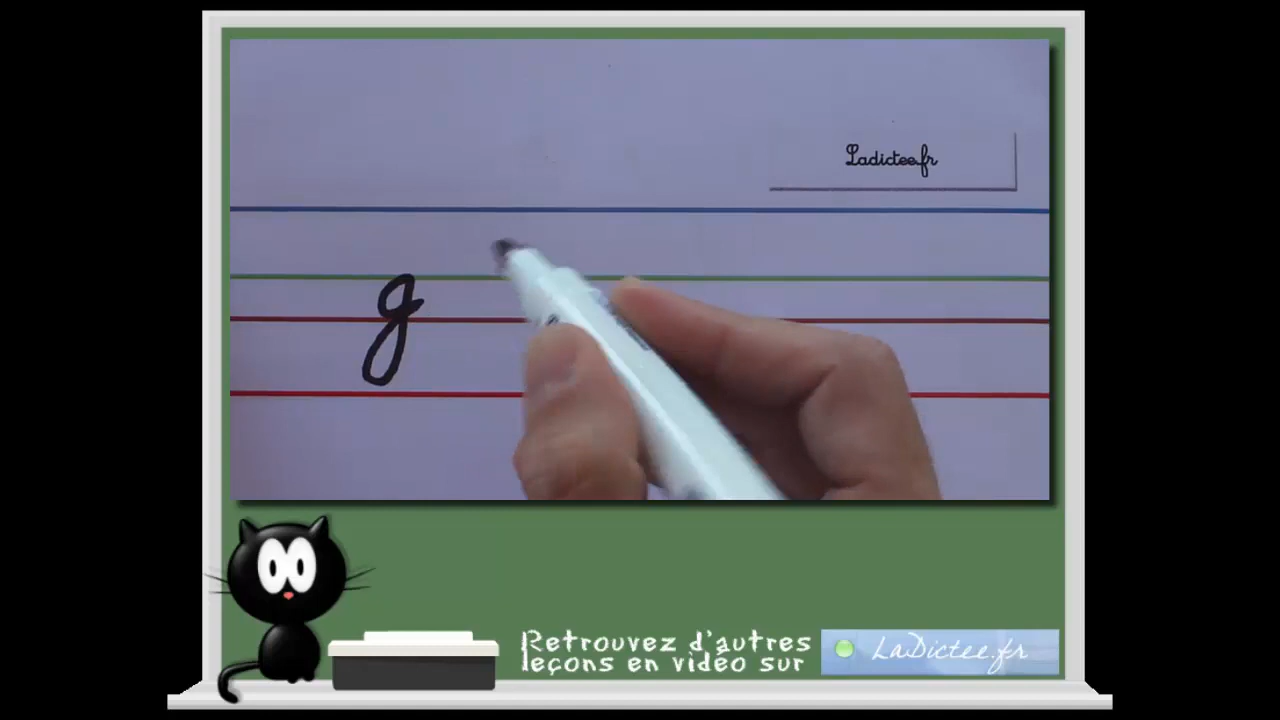 Ladictee.fr
g
Retrouvez d'autres
leçons en vidéo sur
LaDictee.fr